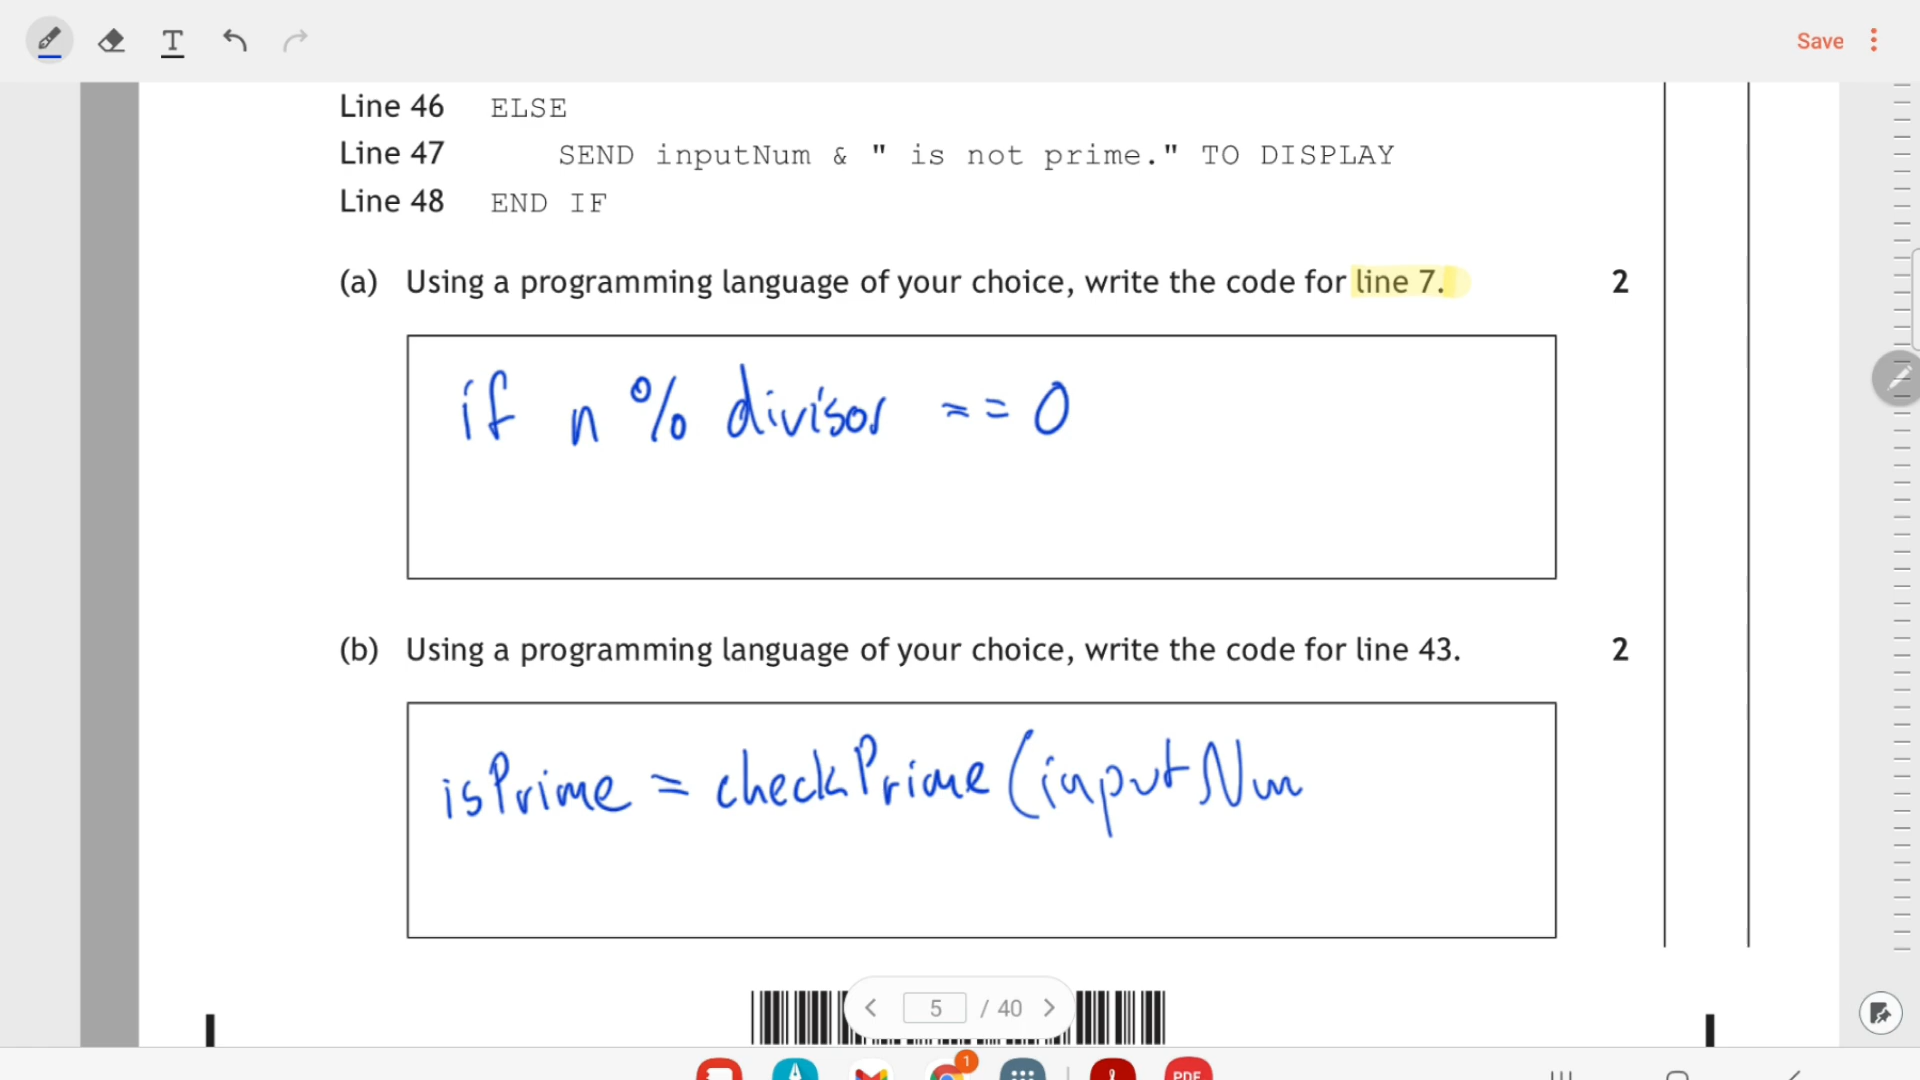 T Save
Line 46 ELSE
Line 47 SEND inputNum & " is not prime." TO DISPLAY
Line 48 END IF
(a) Using a programming language of your choice, write the code for line 7. 2
if n % divisor == 0
(b) Using a programming language of your choice, write the code for line 43. 2
isPrime = checkPrime (inputNum
5 / 40
1
PDF